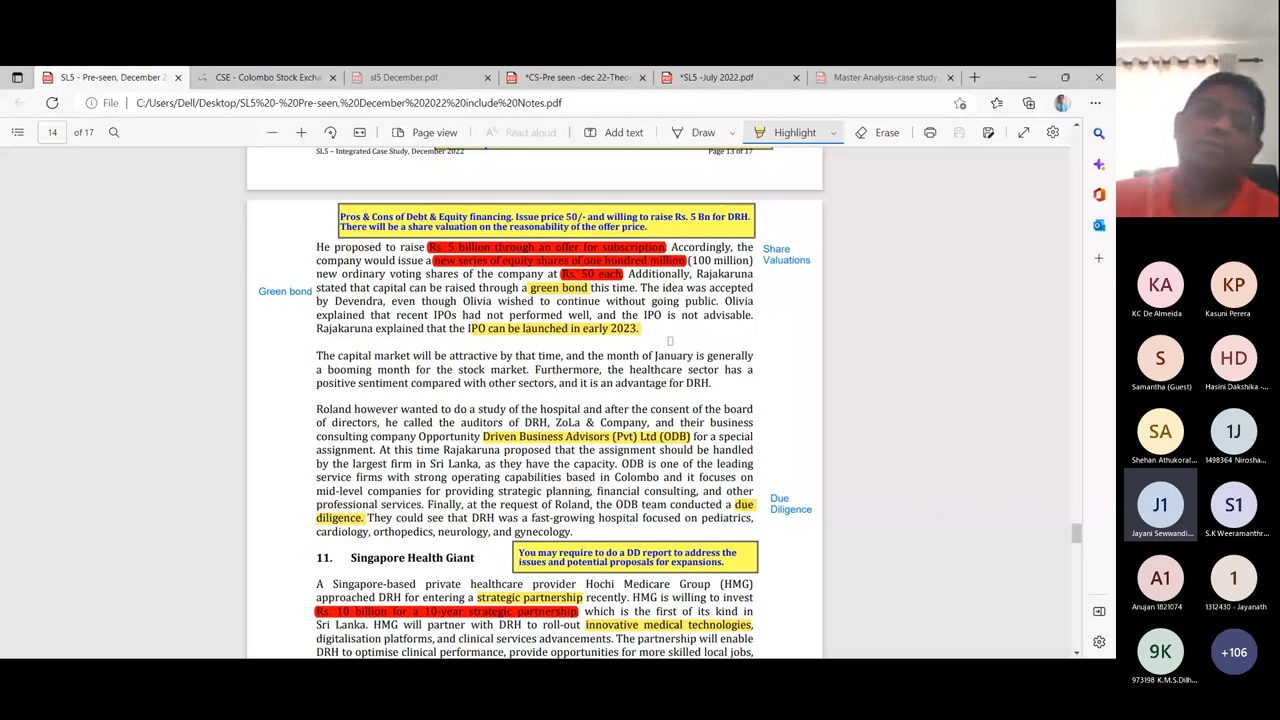 SL5 - Pre-seen, December 2
CSE - Colombo Stock Excha
sl5 December.pdf
*CS-Pre seen -dec 22-Theo
*SL5 -July 2022.pdf
Master Analysis-case study
File
C:/Users/Dell/Desktop/SL5%20-%20Pre-seen,%20December%202022%20include%20Notes.pdf
14
of 17
Page view
Read aloud
Add text
Draw
Highlight
Erase
SL5 – Integrated Case Study, December 2022
Page 13 of 17
Pros & Cons of Debt & Equity financing. Issue price 50/- and willing to raise Rs. 5 Bn for DRH.
There will be a share valuation on the reasonability of the offer price.
He proposed to raise Rs. 5 billion through an offer for subscription. Accordingly, the
company would issue a new series of equity shares of one hundred million (100 million)
new ordinary voting shares of the company at Rs. 50 each. Additionally, Rajakaruna
stated that capital can be raised through a green bond this time. The idea was accepted
by Devendra, even though Olivia wished to continue without going public. Olivia
explained that recent IPOs had not performed well, and the IPO is not advisable.
Rajakaruna explained that the IPO can be launched in early 2023.
Share
Valuations
Green bond
The capital market will be attractive by that time, and the month of January is generally
a booming month for the stock market. Furthermore, the healthcare sector has a
positive sentiment compared with other sectors, and it is an advantage for DRH.
Roland however wanted to do a study of the hospital and after the consent of the board
of directors, he called the auditors of DRH, ZoLa & Company, and their business
consulting company Opportunity Driven Business Advisors (Pvt) Ltd (ODB) for a special
assignment. At this time Rajakaruna proposed that the assignment should be handled
by the largest firm in Sri Lanka, as they have the capacity. ODB is one of the leading
service firms with strong operating capabilities based in Colombo and it focuses on
mid-level companies for providing strategic planning, financial consulting, and other
professional services. Finally, at the request of Roland, the ODB team conducted a due
diligence. They could see that DRH was a fast-growing hospital focused on pediatrics,
cardiology, orthopedics, neurology, and gynecology.
Due
Diligence
11. Singapore Health Giant
You may require to do a DD report to address the
issues and potential proposals for expansions.
A Singapore-based private healthcare provider Hochi Medicare Group (HMG)
approached DRH for entering a strategic partnership recently. HMG is willing to invest
Rs. 10 billion for a 10-year strategic partnership which is the first of its kind in
Sri Lanka. HMG will partner with DRH to roll-out innovative medical technologies,
digitalisation platforms, and clinical services advancements. The partnership will enable
DRH to optimise clinical performance, provide opportunities for more skilled local jobs,
KA
KC De Almeida
KP
Kasuni Perera
S
Samantha (Guest)
HD
Hasini Dakshika -...
SA
Shehan Athukoral...
1J
1498364 Nirosha...
J1
Jayani Sewwandi...
S1
S.K Weeramanthr...
A1
Anujan 1821074
1
1312430 - Jayanath
9K
973198 K.M.S.Dilh...
+106